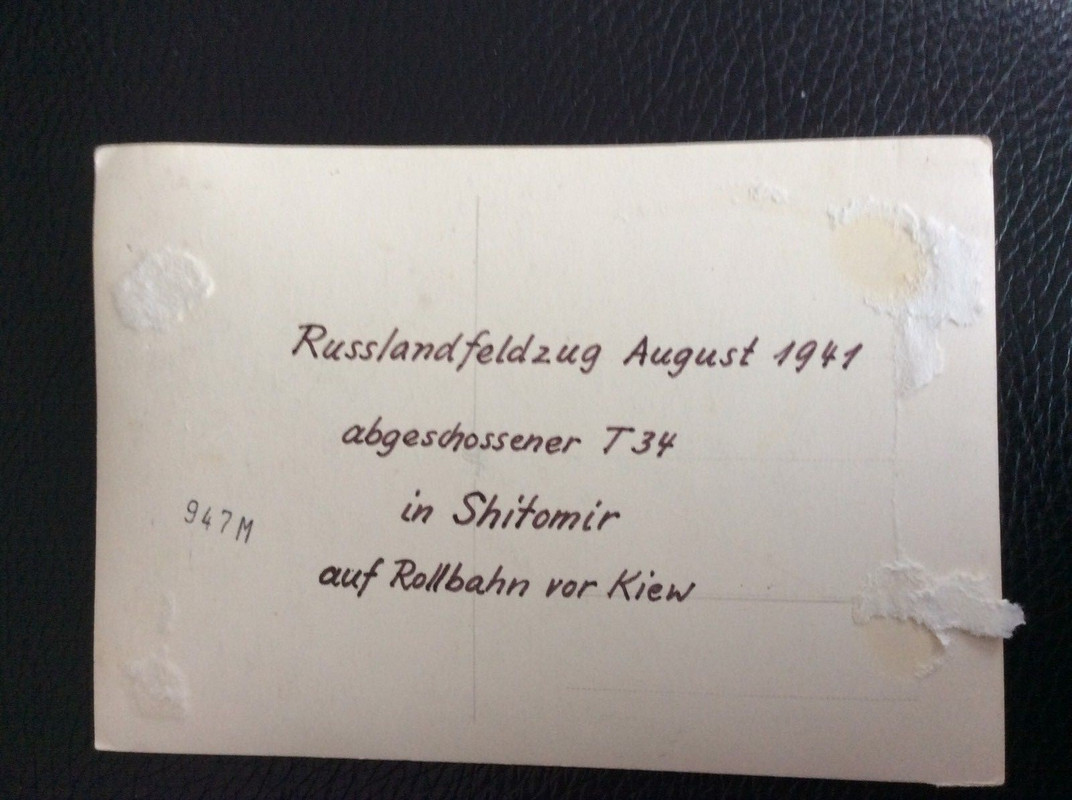 Russlandfeldzug August 1941
abgeschossener T34
in Shitomir
auf Rollbahn vor Kiew
947M